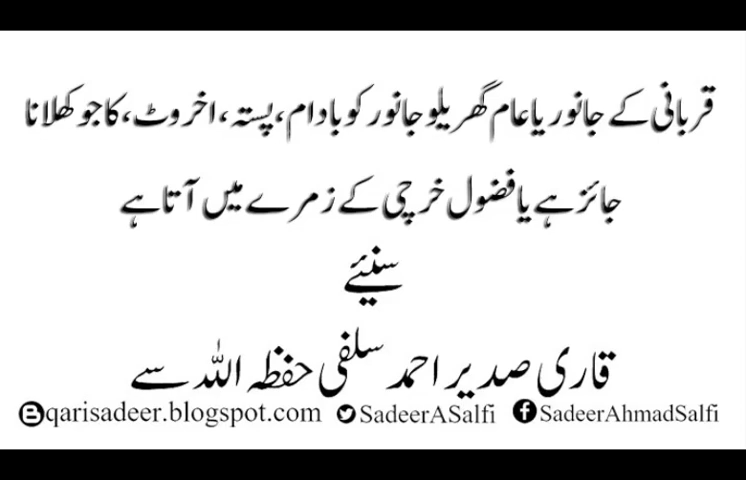 قربانی کے جانور یا عام گھریلو جانور کو بادام، پستہ، اخروٹ، کاجو کھلانا
جائز ہے یا فضول خرچی کے زمرے میں آتا ہے
سنیئے
قاری صدیر احمد سلفی حفظہ اللہ سے
qarisadeer.blogspot.com SadeerASalfi SadeerAhmadSalfi